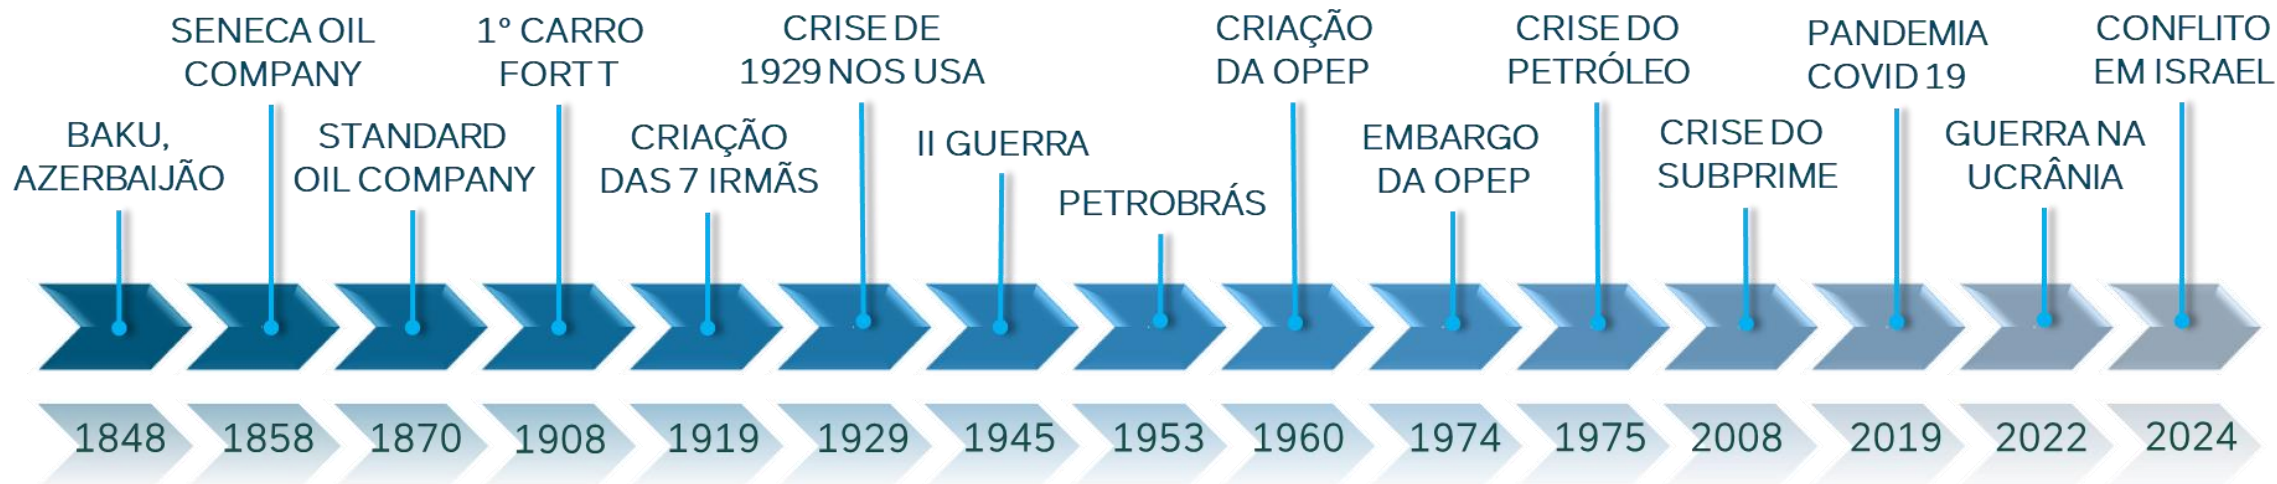 BAKU,
AZERBAIJÃO
SENECA OIL
COMPANY
STANDARD
OIL COMPANY
1º CARRO
FORT T
CRIAÇÃO
DAS 7 IRMÃS
CRISE DE
1929 NOS USA
II GUERRA
PETROBRÁS
CRIAÇÃO
DA OPEP
EMBARGO
DA OPEP
CRISE DO
PETRÓLEO
CRISE DO
SUBPRIME
PANDEMIA
COVID 19
GUERRA NA
UCRÂNIA
CONFLITO
EM ISRAEL
1848
1858
1870
1908
1919
1929
1945
1953
1960
1974
1975
2008
2019
2022
2024